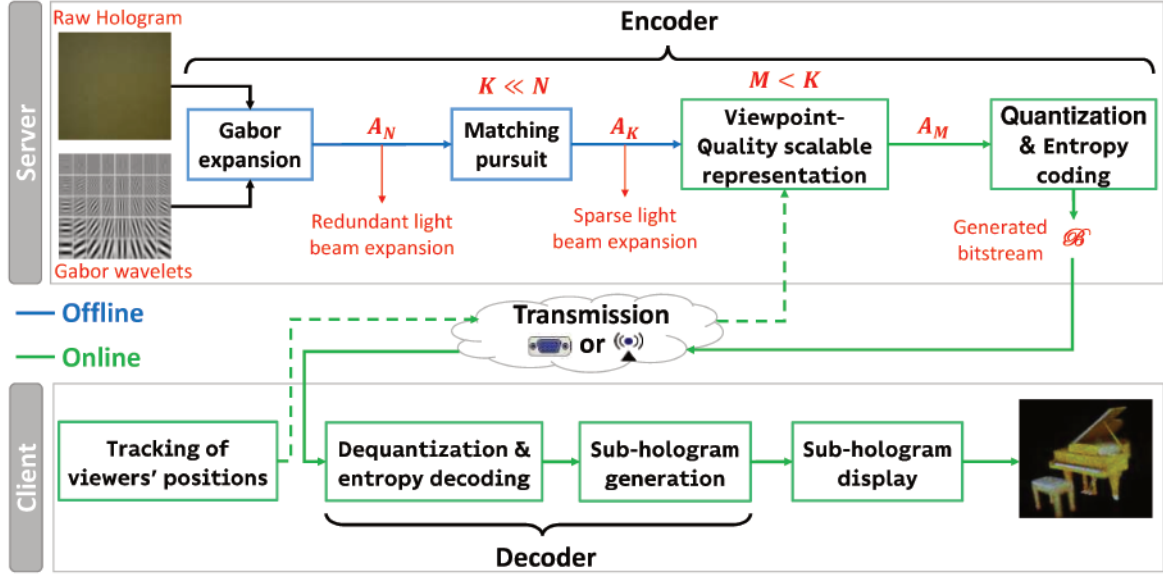 Server
Raw Hologram
Gabor wavelets
Encoder
Gabor
expansion
A_N
Redundant light
beam expansion
K ≪ N
Matching
pursuit
A_K
Sparse light
beam expansion
M < K
Viewpoint-
Quality scalable
representation
A_M
Quantization
& Entropy
coding
Generated
bitstream
ℬ
Offline
Online
Transmission
or
Client
Tracking of
viewers' positions
Dequantization &
entropy decoding
Sub-hologram
generation
Sub-hologram
display
Decoder